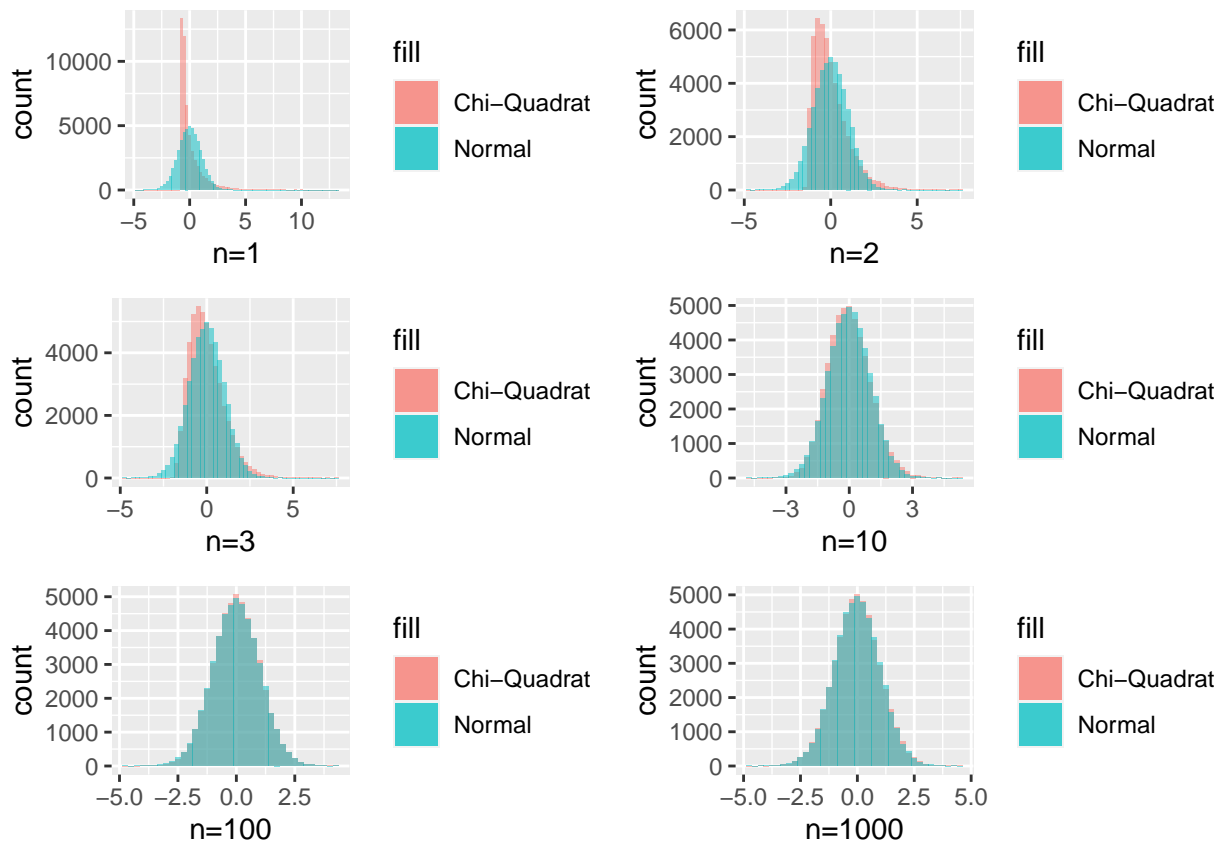 count
0
5000
10000
−5
0
5
10
n=1
fill
Chi−Quadrat
Normal
count
0
2000
4000
6000
−5
0
5
n=2
fill
Chi−Quadrat
Normal
count
0
2000
4000
−5
0
5
n=3
fill
Chi−Quadrat
Normal
count
0
1000
2000
3000
4000
5000
−3
0
3
n=10
fill
Chi−Quadrat
Normal
count
0
1000
2000
3000
4000
5000
−5.0
−2.5
0.0
2.5
n=100
fill
Chi−Quadrat
Normal
count
0
1000
2000
3000
4000
5000
−5.0
−2.5
0.0
2.5
5.0
n=1000
fill
Chi−Quadrat
Normal